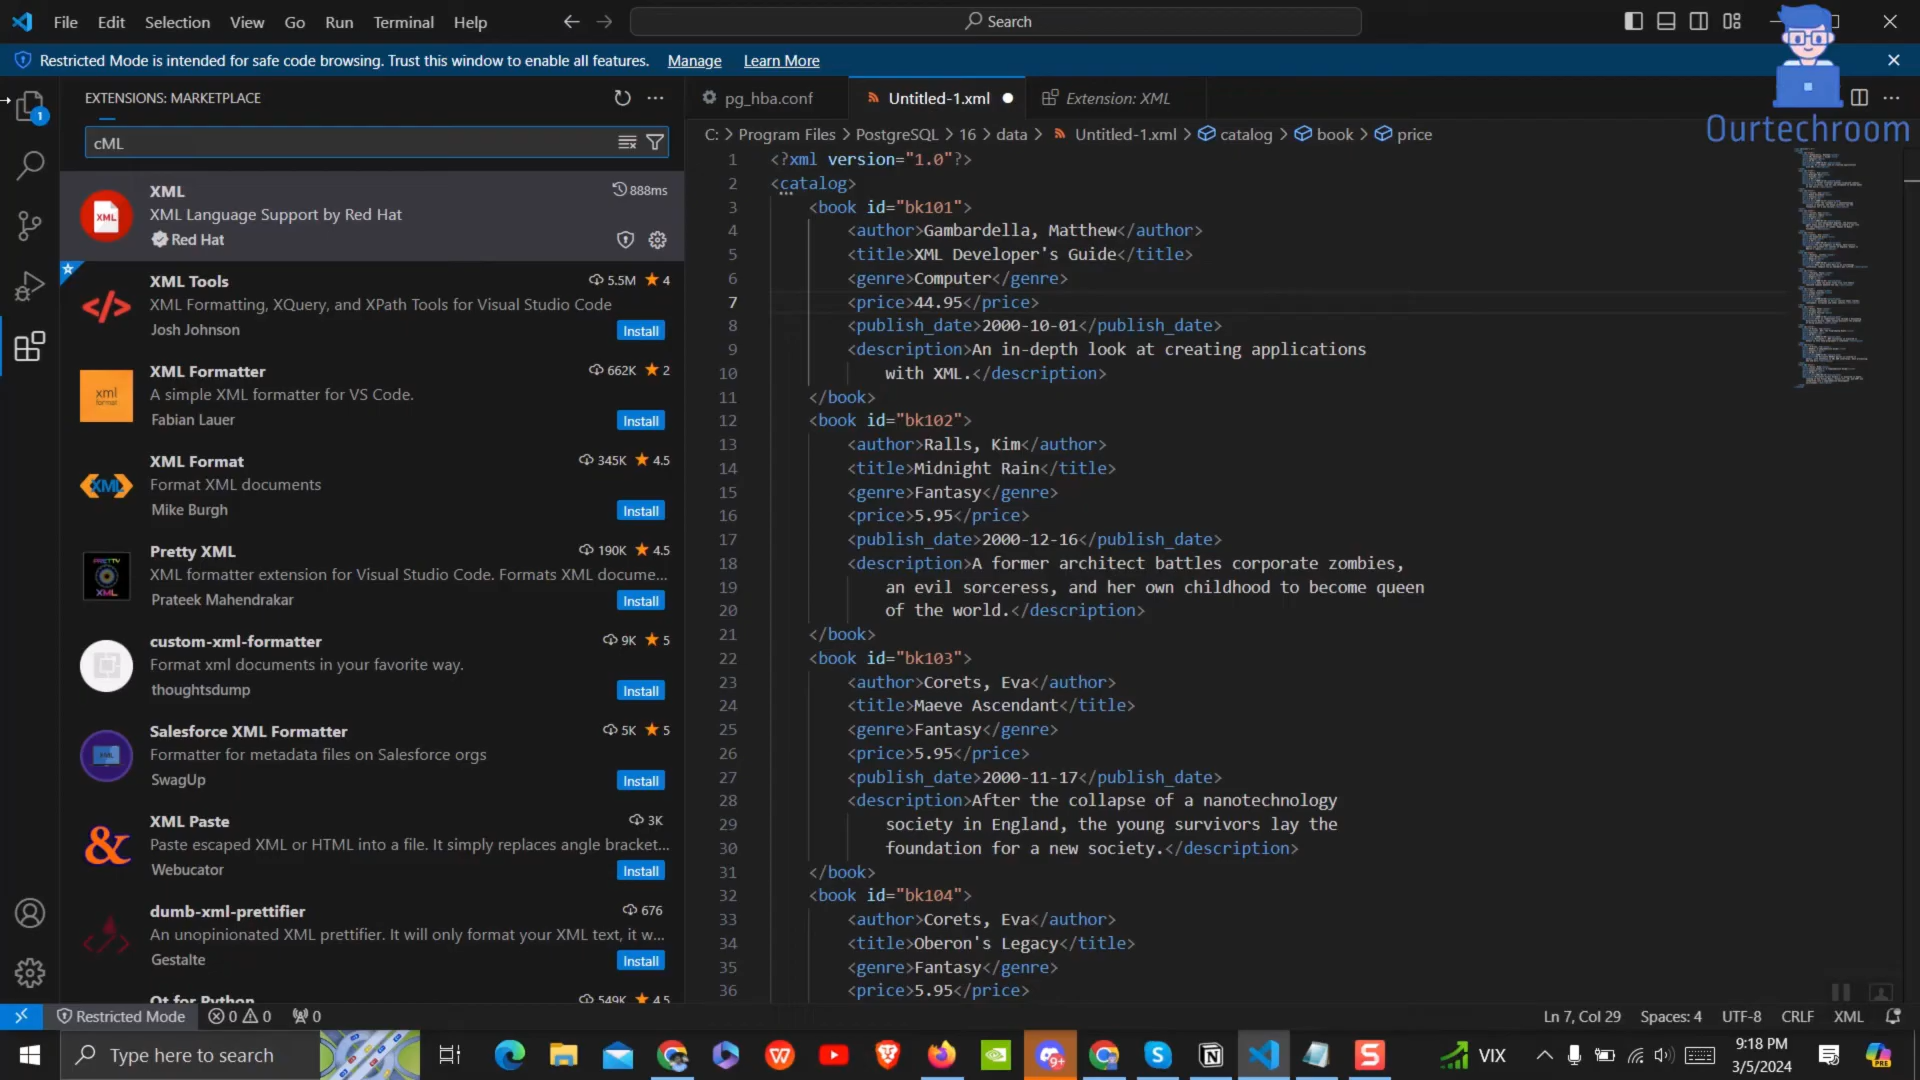 File Edit Selection View Go Run Terminal Help
Search
Restricted Mode is intended for safe code browsing. Trust this window to enable all features. Manage Learn More
Ourtechroom
1
EXTENSIONS: MARKETPLACE
cML
XML
888ms
XML Language Support by Red Hat
Red Hat
XML Tools
5.5M 4
XML Formatting, XQuery, and XPath Tools for Visual Studio Code
Josh Johnson
Install
XML Formatter
662K 2
A simple XML formatter for VS Code.
Fabian Lauer
Install
XML Format
345K 4.5
Format XML documents
Mike Burgh
Install
Pretty XML
190K 4.5
XML formatter extension for Visual Studio Code. Formats XML docume...
Prateek Mahendrakar
Install
custom-xml-formatter
9K 5
Format xml documents in your favorite way.
thoughtsdump
Install
Salesforce XML Formatter
5K 5
Formatter for metadata files on Salesforce orgs
SwagUp
Install
XML Paste
3K
Paste escaped XML or HTML into a file. It simply replaces angle bracket...
Webucator
Install
dumb-xml-prettifier
676
An unopinionated XML prettifier. It will only format your XML text, it w...
Gestalte
Install
Qt for Python
549K 4.5
pg_hba.conf Untitled-1.xml Extension: XML
C: > Program Files > PostgreSQL > 16 > data > Untitled-1.xml > catalog > book > price
1 <?xml version="1.0"?>
2 <catalog>
3 <book id="bk101">
4 <author>Gambardella, Matthew</author>
5 <title>XML Developer's Guide</title>
6 <genre>Computer</genre>
7 <price>44.95</price>
8 <publish_date>2000-10-01</publish_date>
9 <description>An in-depth look at creating applications
10 with XML.</description>
11 </book>
12 <book id="bk102">
13 <author>Ralls, Kim</author>
14 <title>Midnight Rain</title>
15 <genre>Fantasy</genre>
16 <price>5.95</price>
17 <publish_date>2000-12-16</publish_date>
18 <description>A former architect battles corporate zombies,
19 an evil sorceress, and her own childhood to become queen
20 of the world.</description>
21 </book>
22 <book id="bk103">
23 <author>Corets, Eva</author>
24 <title>Maeve Ascendant</title>
25 <genre>Fantasy</genre>
26 <price>5.95</price>
27 <publish_date>2000-11-17</publish_date>
28 <description>After the collapse of a nanotechnology
29 society in England, the young survivors lay the
30 foundation for a new society.</description>
31 </book>
32 <book id="bk104">
33 <author>Corets, Eva</author>
34 <title>Oberon's Legacy</title>
35 <genre>Fantasy</genre>
36 <price>5.95</price>
Restricted Mode 0 0 0
Ln 7, Col 29 Spaces: 4 UTF-8 CRLF XML
Type here to search
9+
VIX
9:18 PM
3/5/2024